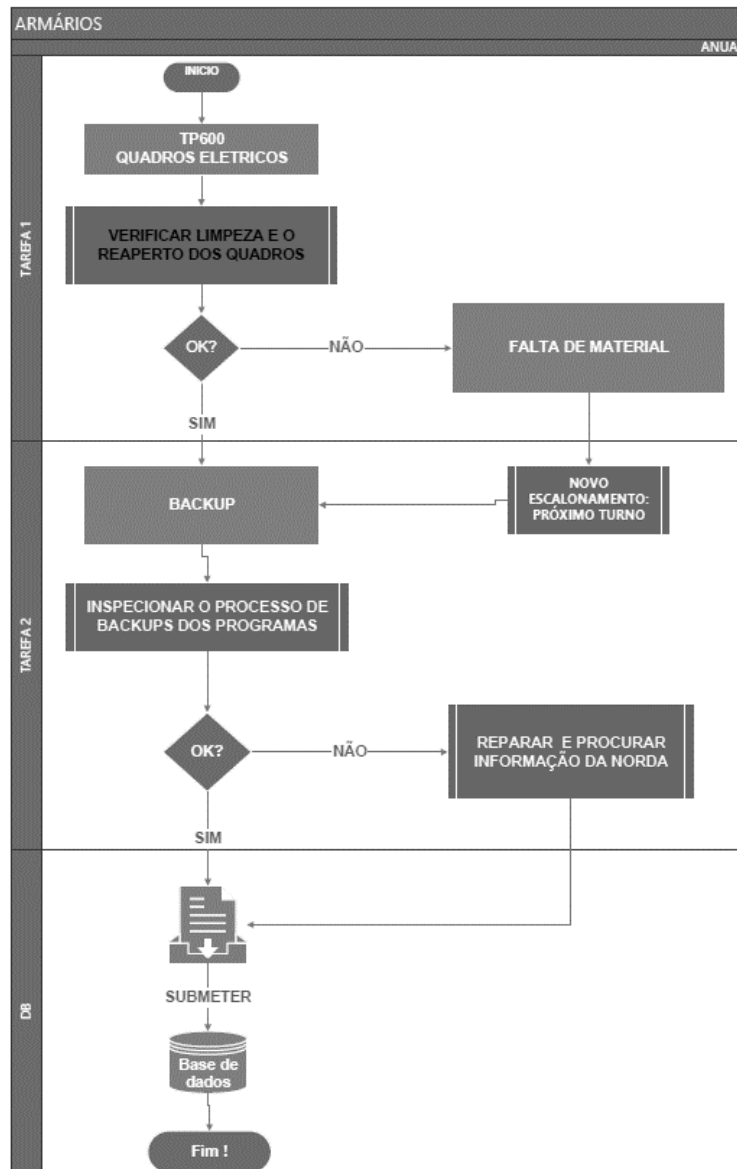 ARMÁRIOS
ANUA
TAREFA 1
INICIO
TP600
QUADROS ELETRICOS
VERIFICAR LIMPEZA E O
REAPERTO DOS QUADROS
OK?
NÃO
FALTA DE MATERIAL
SIM
TAREFA 2
BACKUP
NOVO
ESCALONAMENTO:
PRÓXIMO TURNO
INSPECIONAR O PROCESSO DE
BACKUPS DOS PROGRAMAS
OK?
NÃO
REPARAR E PROCURAR
INFORMAÇÃO DA NORDA
SIM
DB
SUBMETER
Base de
dados
Fim !